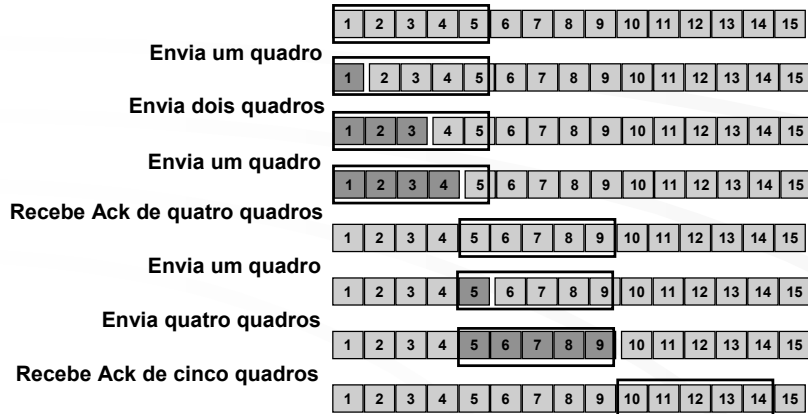 1 2 3 4 5 6 7 8 9 10 11 12 13 14 15
Envia um quadro
1 2 3 4 5 6 7 8 9 10 11 12 13 14 15
Envia dois quadros
1 2 3 4 5 6 7 8 9 10 11 12 13 14 15
Envia um quadro
1 2 3 4 5 6 7 8 9 10 11 12 13 14 15
Recebe Ack de quatro quadros
1 2 3 4 5 6 7 8 9 10 11 12 13 14 15
Envia um quadro
1 2 3 4 5 6 7 8 9 10 11 12 13 14 15
Envia quatro quadros
1 2 3 4 5 6 7 8 9 10 11 12 13 14 15
Recebe Ack de cinco quadros
1 2 3 4 5 6 7 8 9 10 11 12 13 14 15